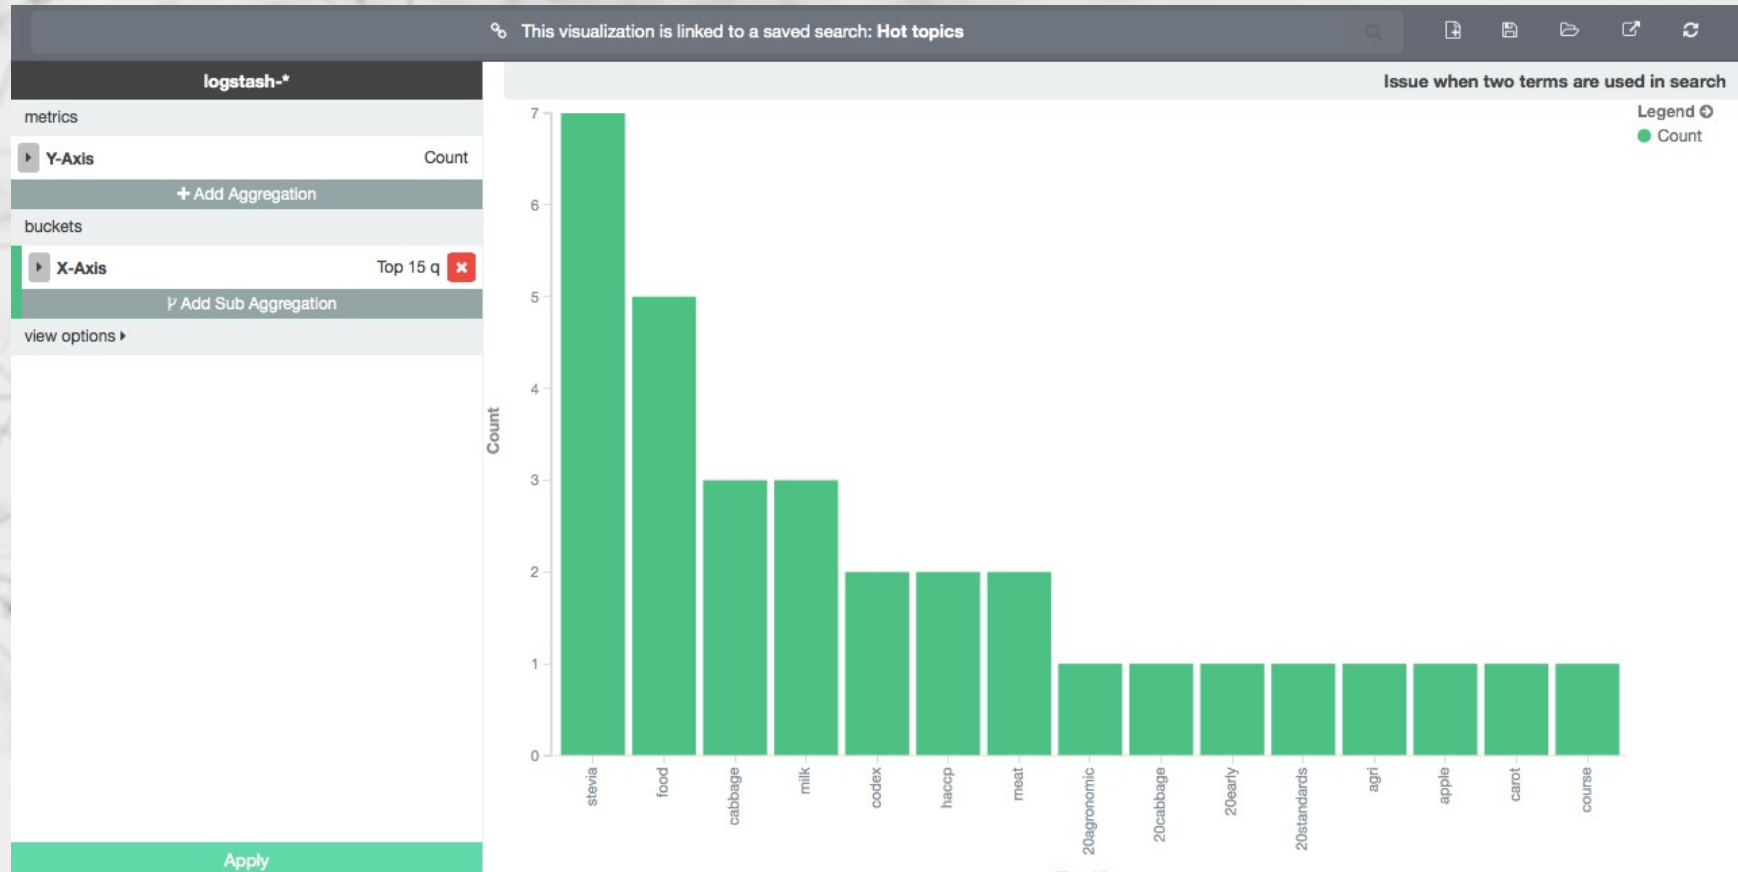 This visualization is linked to a saved search: Hot topics
logstash-*
Issue when two terms are used in search
metrics
Y-Axis Count
+ Add Aggregation
buckets
X-Axis Top 15 q
Add Sub Aggregation
view options
Apply
Legend
Count
7
6
5
4
3
2
1
0
Count
stevia
food
cabbage
milk
codex
haccp
meat
20agronomic
20cabbage
20early
20standards
agri
apple
carot
course